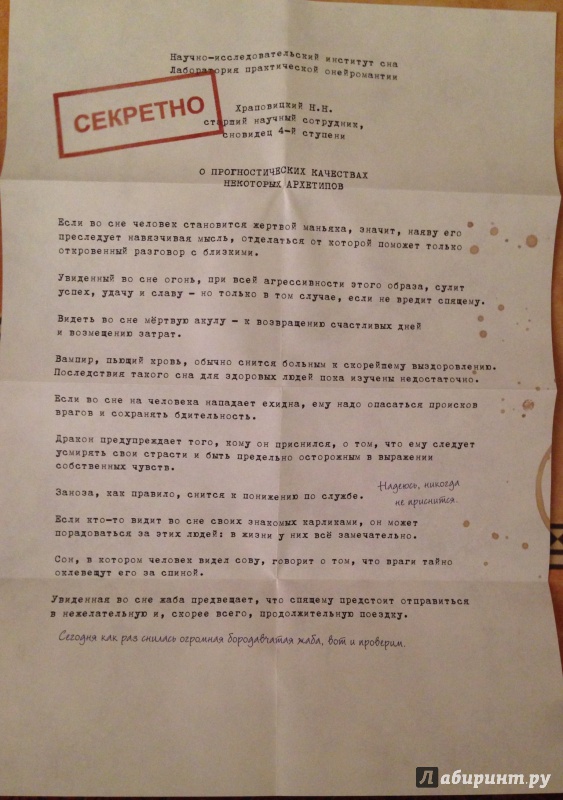 Научно-исследовательский институт сна
Лаборатория практической онейромантии
СЕКРЕТНО
Храповицкий Н.Н.
старший научный сотрудник,
сновидец 4-й ступени
О ПРОГНОСТИЧЕСКИХ КАЧЕСТВАХ
НЕКОТОРЫХ АРХЕТИПОВ
Если во сне человек становится жертвой маньяка, значит, наяву его
преследует навязчивая мысль, отделаться от которой поможет только
откровенный разговор с близкими.
Увиденный во сне огонь, при всей агрессивности этого образа, сулит
успех, удачу и славу – но только в том случае, если не вредит спящему.
Видеть во сне мёртвую акулу – к возвращению счастливых дней
и возмещению затрат.
Вампир, пьющий кровь, обычно снится больным к скорейшему выздоровлению.
Последствия такого сна для здоровых людей пока изучены недостаточно.
Если во сне на человека нападает ехидна, ему надо опасаться происков
врагов и сохранять бдительность.
Дракон предупреждает того, кому он приснился, о том, что ему следует
усмирять свои страсти и быть предельно осторожным в выражении
собственных чувств.
Заноза, как правило, снится к понижению по службе.
Надеюсь, никогда
не приснится.
Если кто-то видит во сне своих знакомых карликами, он может
порадоваться за этих людей: в жизни у них всё замечательно.
Сон, в котором человек видел сову, говорит о том, что враги тайно
оклевещут его за спиной.
Увиденная во сне жаба предвещает, что спящему предстоит отправиться
в нежелательную и, скорее всего, продолжительную поездку.
Сегодня как раз снилась огромная бородавчатая жаба, вот и проверим.
Лабиринт.ру